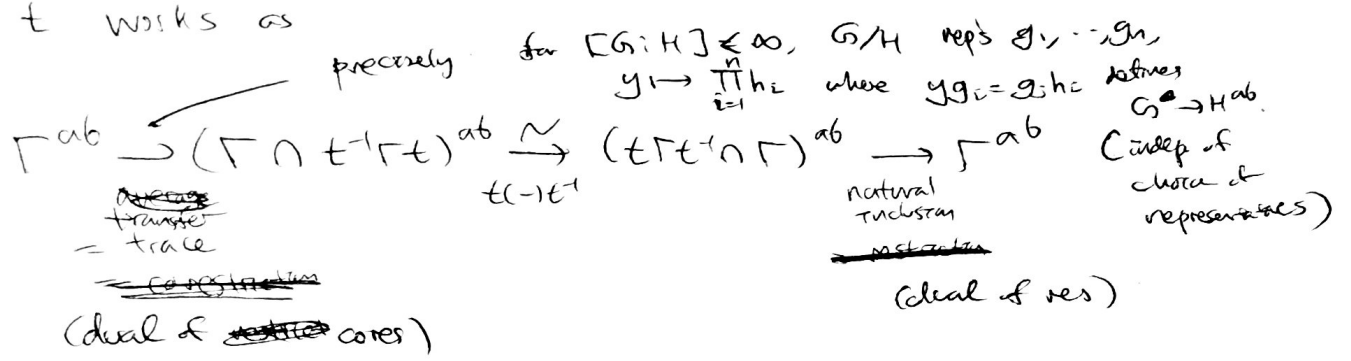 t works as
precisely for [G:H] < ∞, G/H rep's g₁, ..., gₙ,
y ↦ ∏ᵢ₌₁ⁿ hᵢ where ygᵢ = gⱼhᵢ defines
G → H^ab.
Γ^ab → (Γ ∩ t⁻¹Γt)^ab ⥲ (tΓt⁻¹ ∩ Γ)^ab → Γ^ab (indep of
transfer t(-)t⁻¹ natural choice of
= trace inclusion representatives)
(dual of cores) (dual of res)